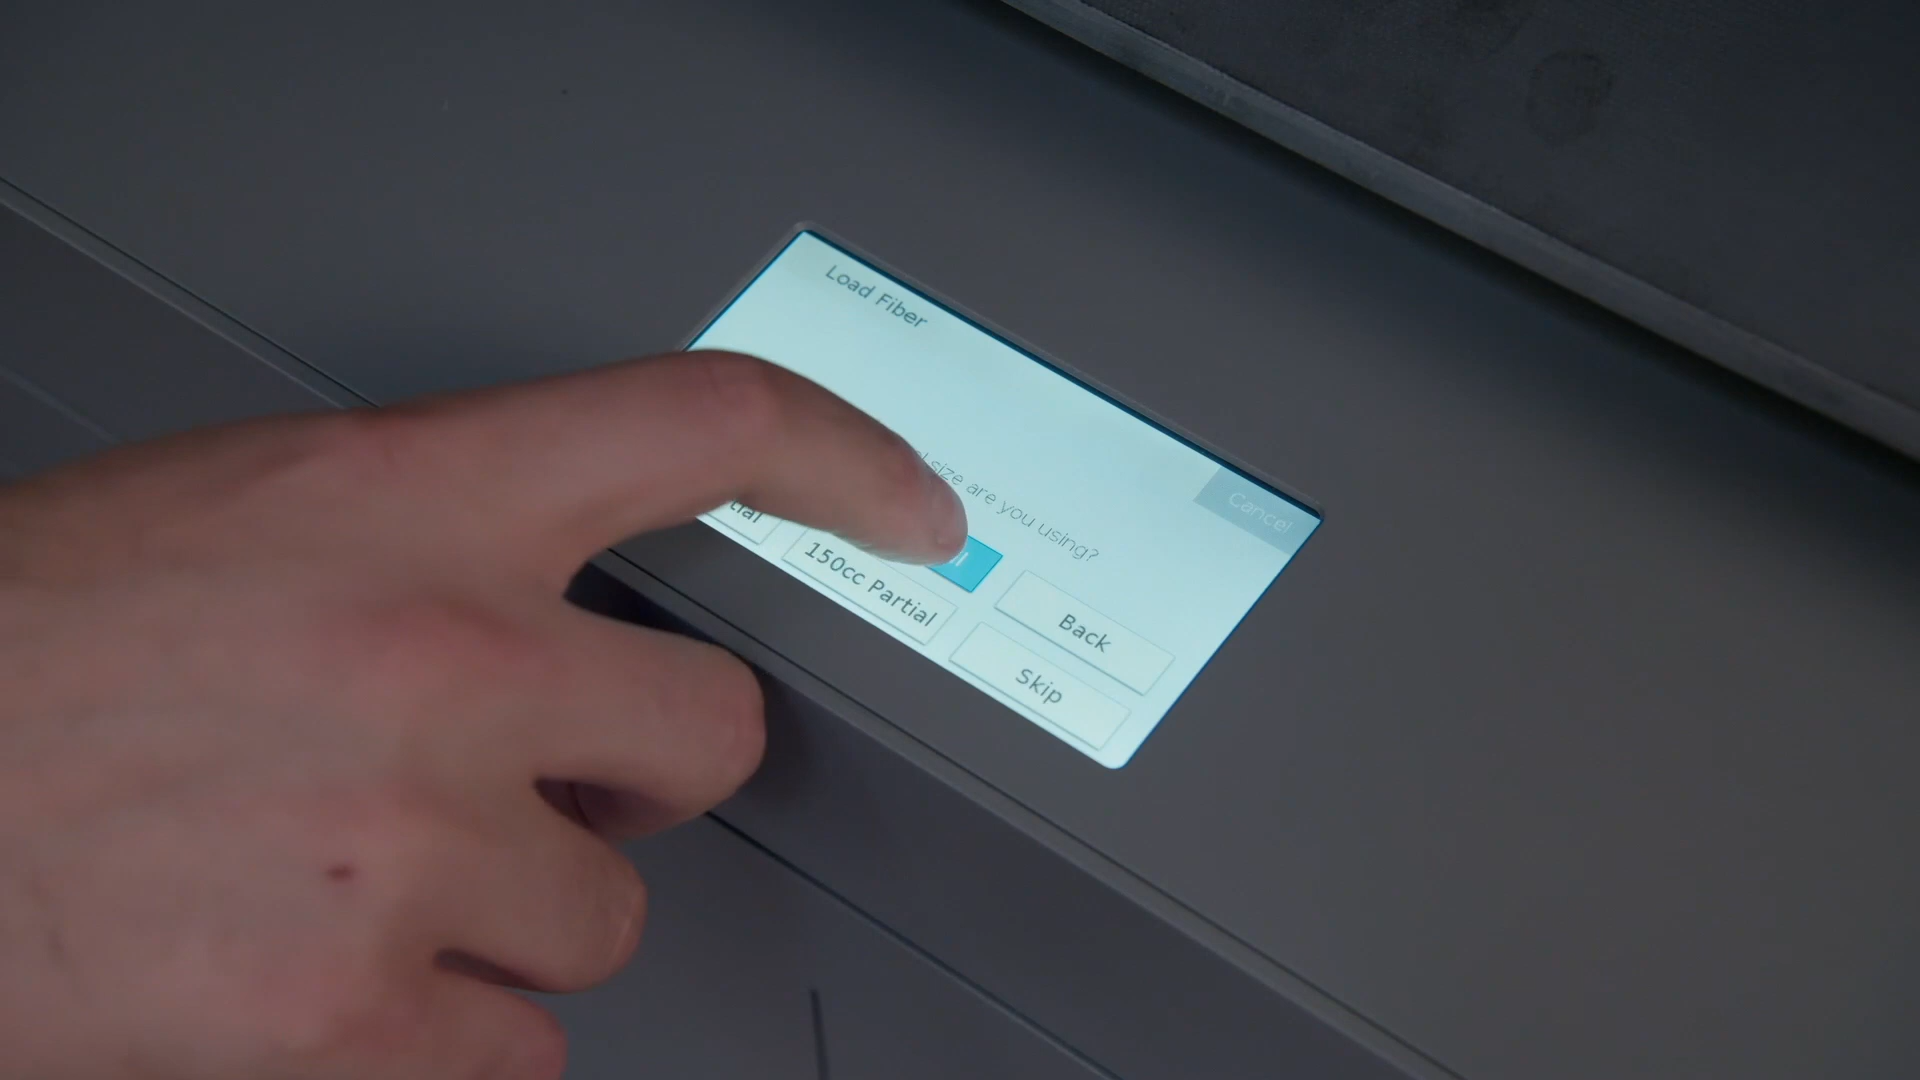 Load Fiber
Cancel
size are you using?
Back
150cc Partial
Skip